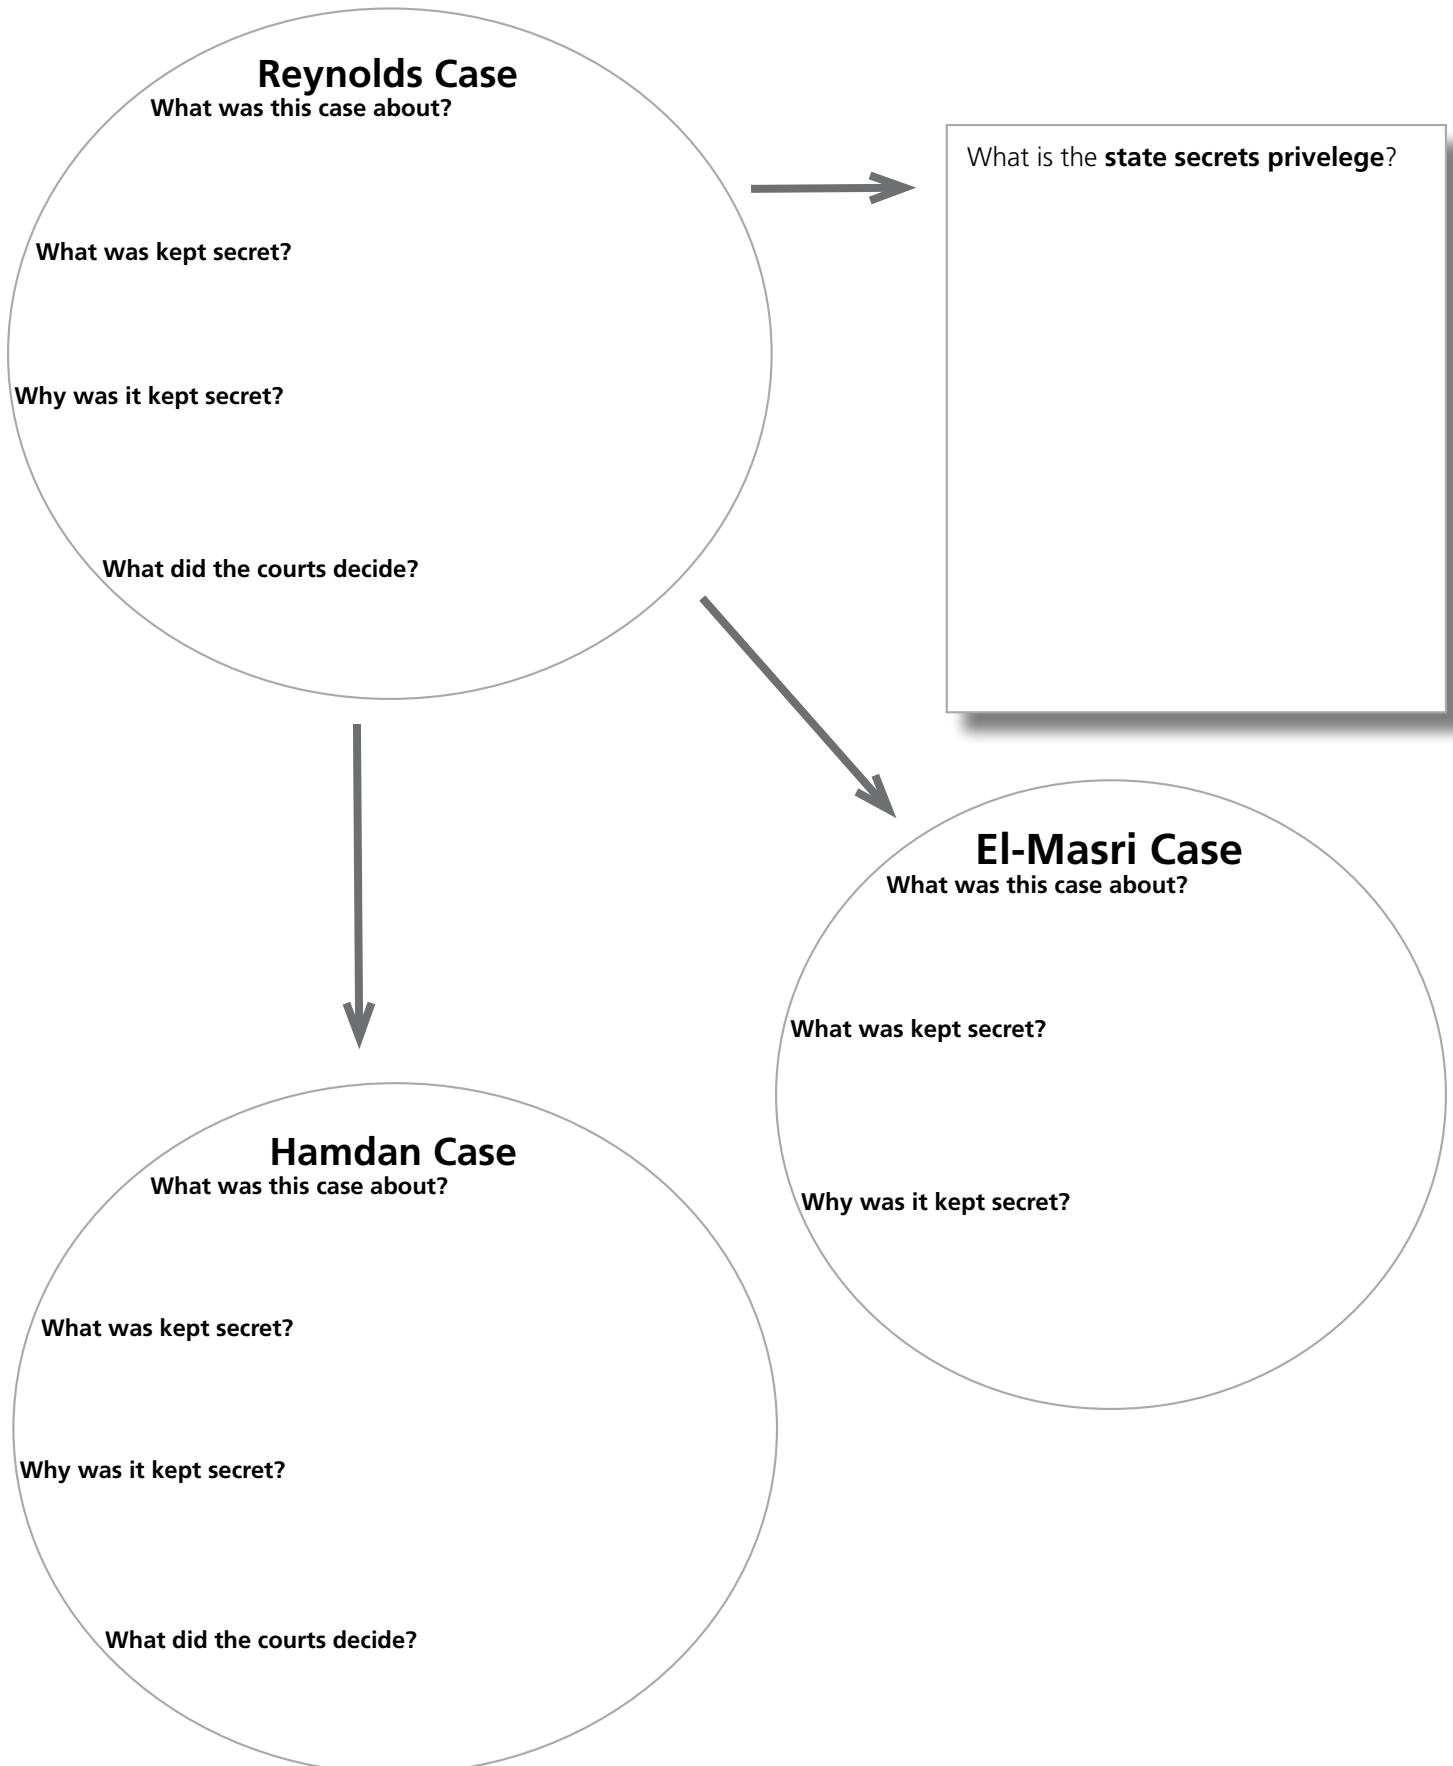 Reynolds Case
What was this case about?
What was kept secret?
Why was it kept secret?
What did the courts decide?
What is the state secrets privelege?
El-Masri Case
What was this case about?
What was kept secret?
Why was it kept secret?
Hamdan Case
What was this case about?
What was kept secret?
Why was it kept secret?
What did the courts decide?